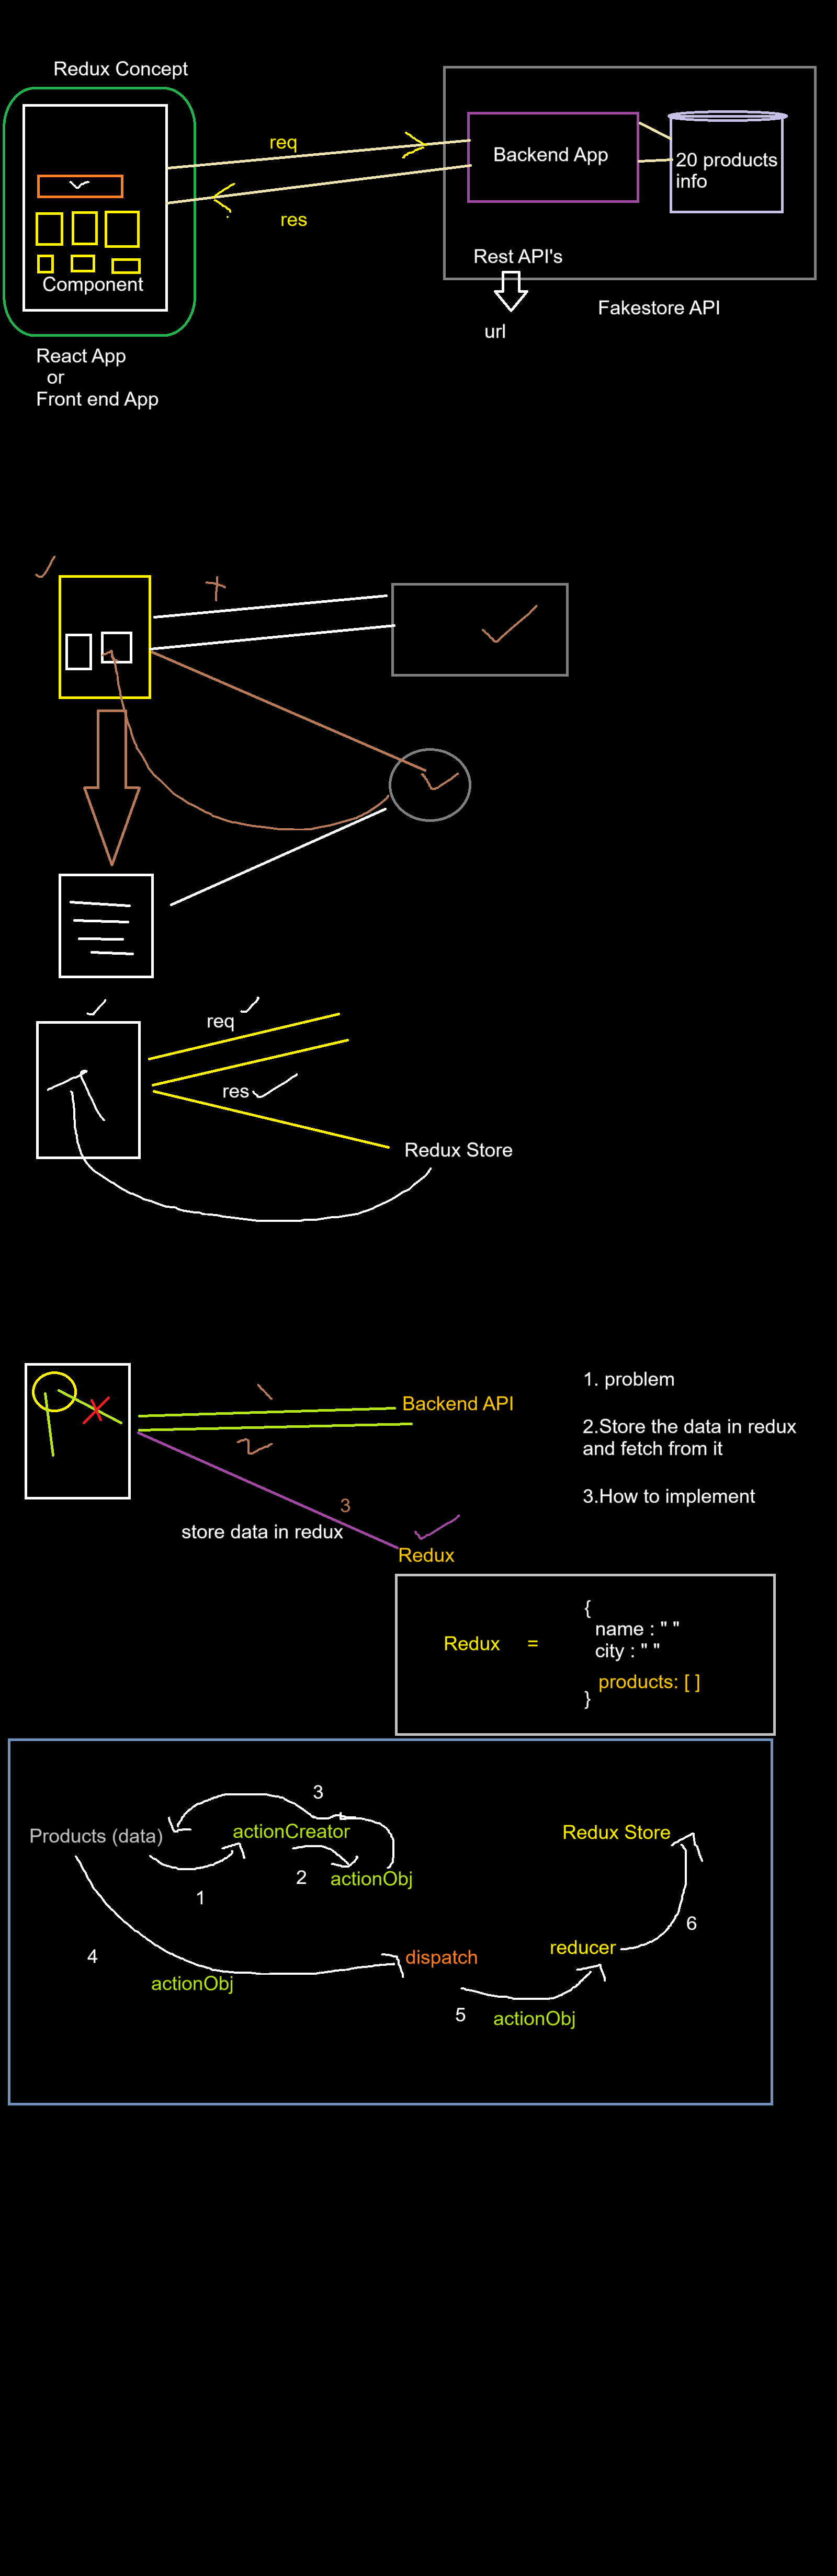 Redux Concept
req
res
Backend App
20 products
info
Component
Rest API's
Fakestore API
url
React App
or
Front end App
req
res
Redux Store
1. problem
Backend API
2.Store the data in redux
and fetch from it
2
3.How to implement
3
store data in redux
Redux
Redux =
{
name : " "
city : " "
products: [ ]
}
3
Products (data)
actionCreator
Redux Store
2
actionObj
1
6
4
dispatch
reducer
actionObj
5
actionObj